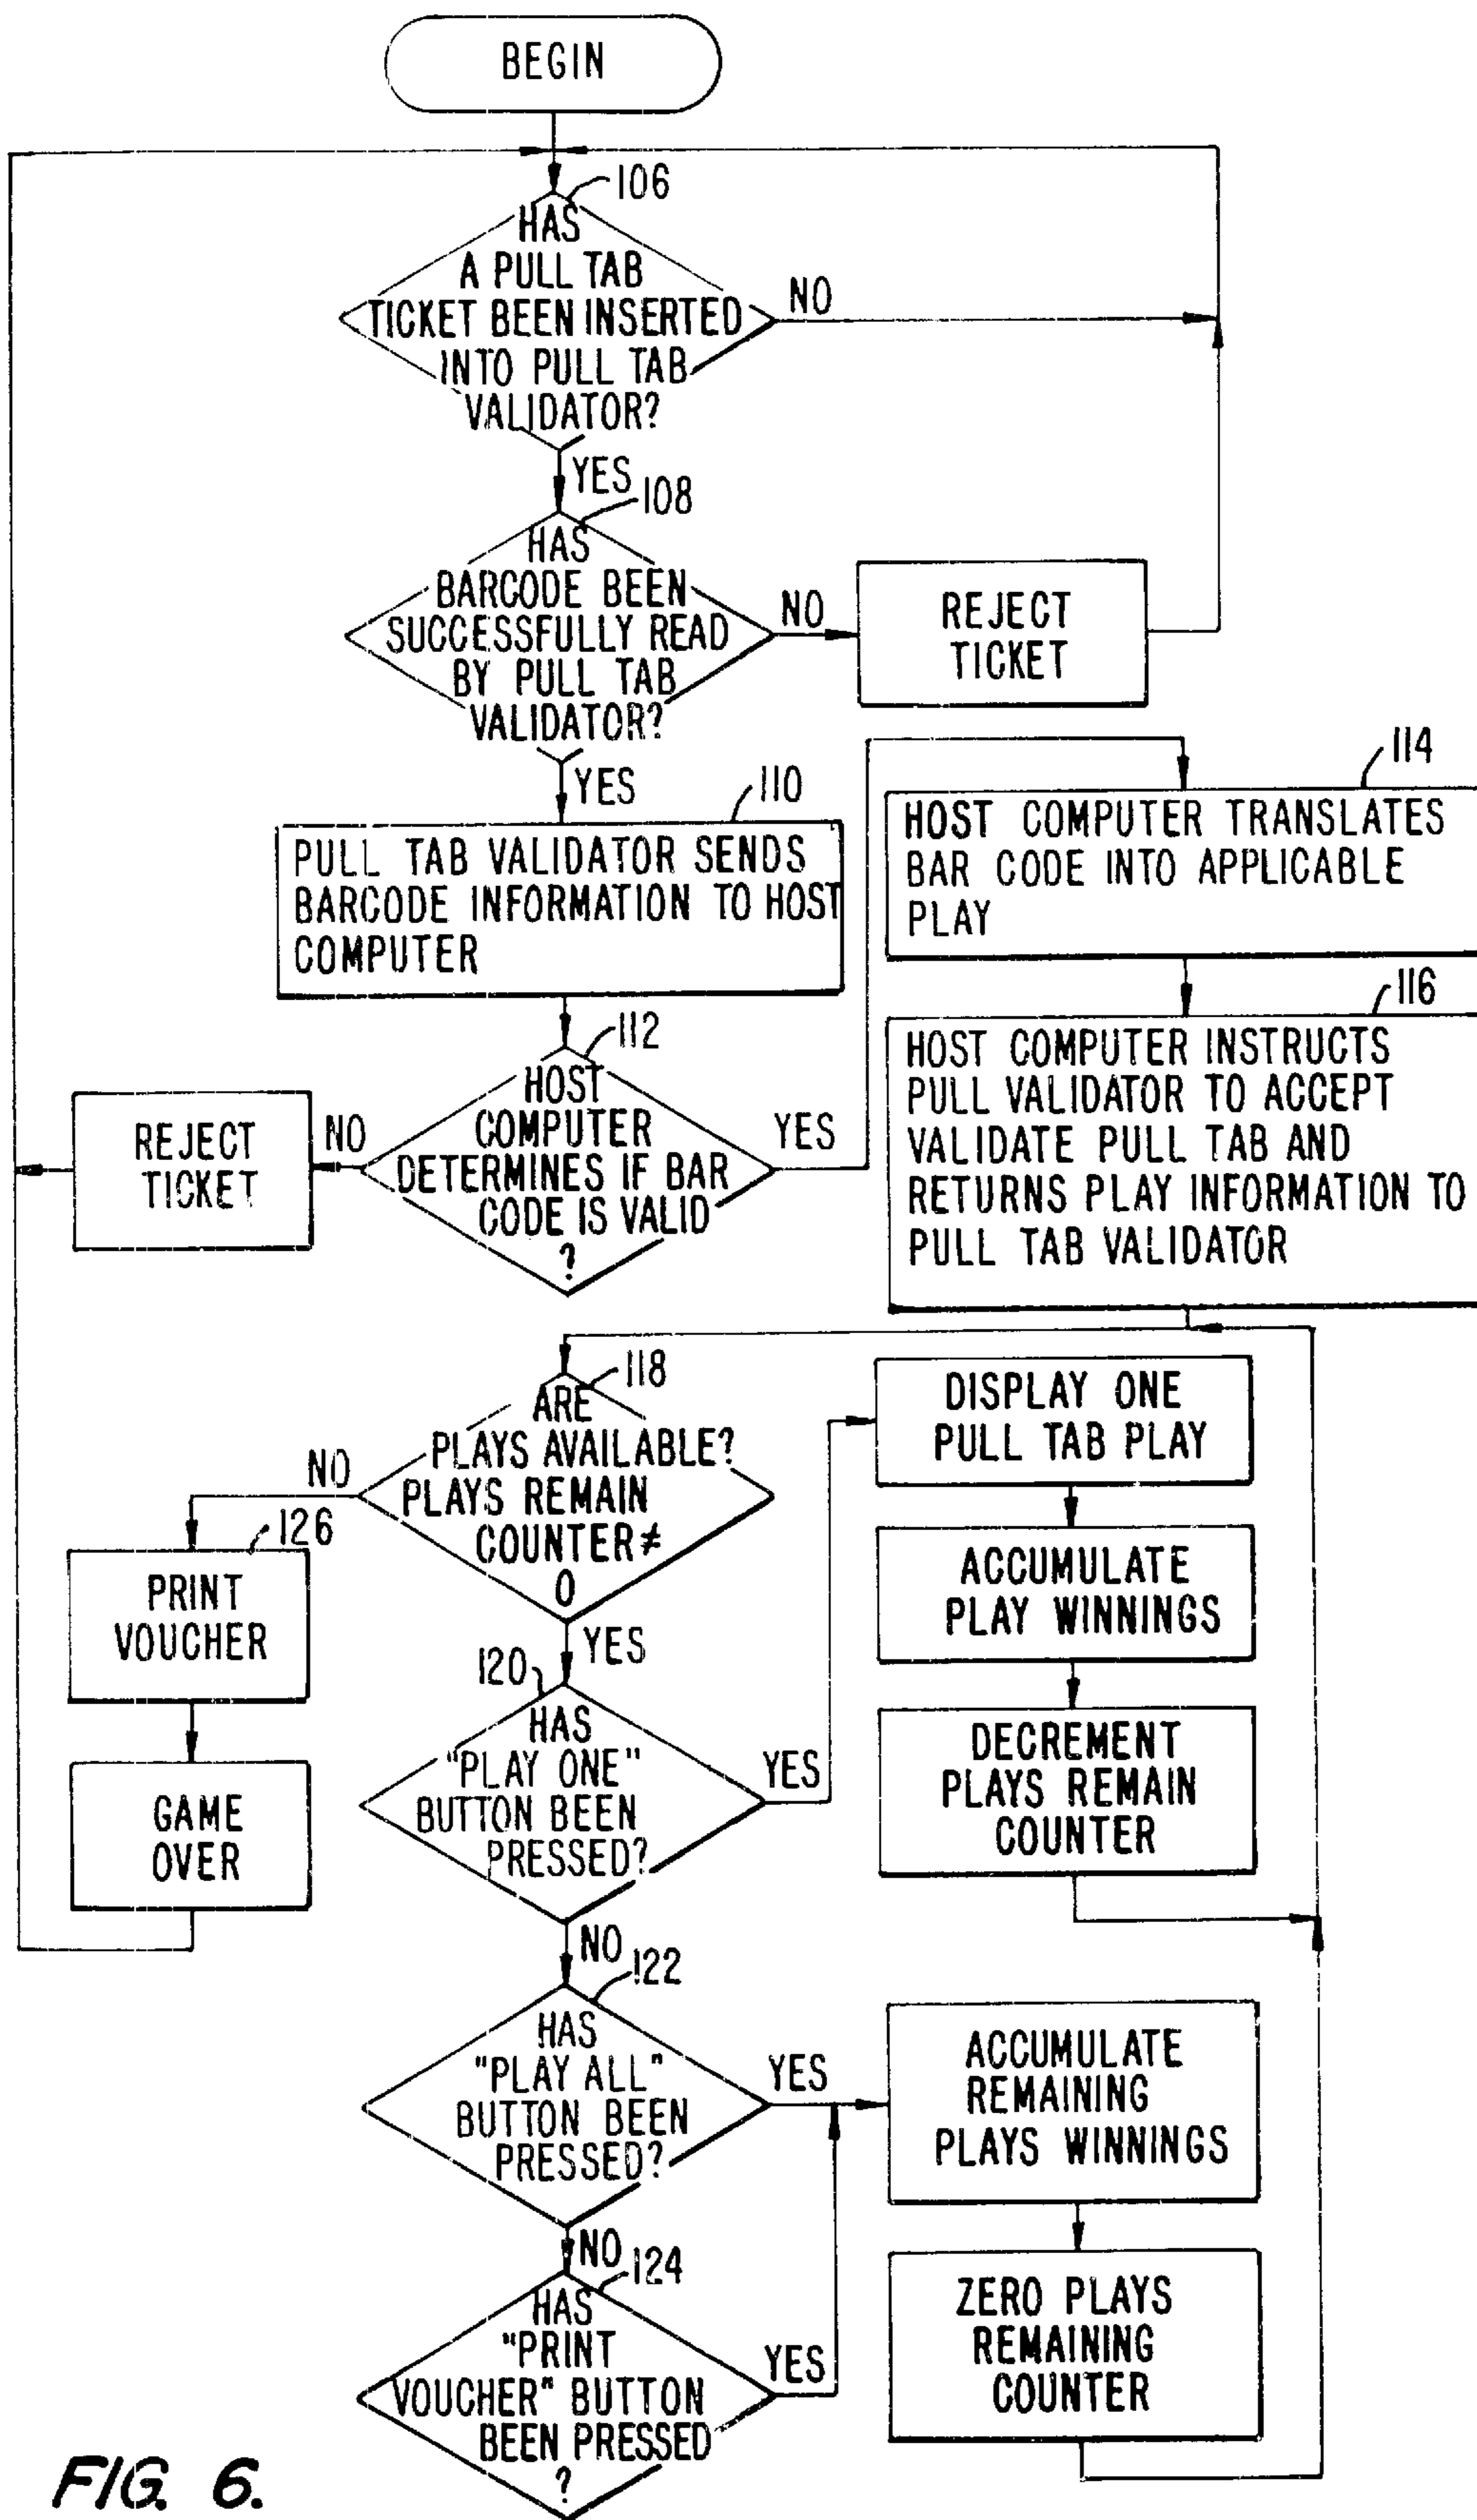 BEGIN
106
HAS
A PULL TAB
TICKET BEEN INSERTED
INTO PULL TAB
VALIDATOR?
NO
YES
108
HAS
BARCODE BEEN
SUCCESSFULLY READ
BY PULL TAB
VALIDATOR?
NO
REJECT
TICKET
YES
110
PULL TAB VALIDATOR SENDS
BARCODE INFORMATION TO HOST
COMPUTER
112
HOST
COMPUTER
DETERMINES IF BAR
CODE IS VALID
?
NO
REJECT
TICKET
YES
114
HOST COMPUTER TRANSLATES
BAR CODE INTO APPLICABLE
PLAY
116
HOST COMPUTER INSTRUCTS
PULL VALIDATOR TO ACCEPT
VALIDATE PULL TAB AND
RETURNS PLAY INFORMATION TO
PULL TAB VALIDATOR
118
ARE
PLAYS AVAILABLE?
PLAYS REMAIN
COUNTER ≠
0
NO
126
PRINT
VOUCHER
GAME
OVER
YES
120
HAS
"PLAY ONE"
BUTTON BEEN
PRESSED?
YES
DISPLAY ONE
PULL TAB PLAY
ACCUMULATE
PLAY WINNINGS
DECREMENT
PLAYS REMAIN
COUNTER
NO
122
HAS
"PLAY ALL"
BUTTON BEEN
PRESSED?
YES
ACCUMULATE
REMAINING
PLAYS WINNINGS
ZERO PLAYS
REMAINING
COUNTER
NO
124
HAS
"PRINT
VOUCHER" BUTTON
BEEN PRESSED
?
YES
FIG. 6.